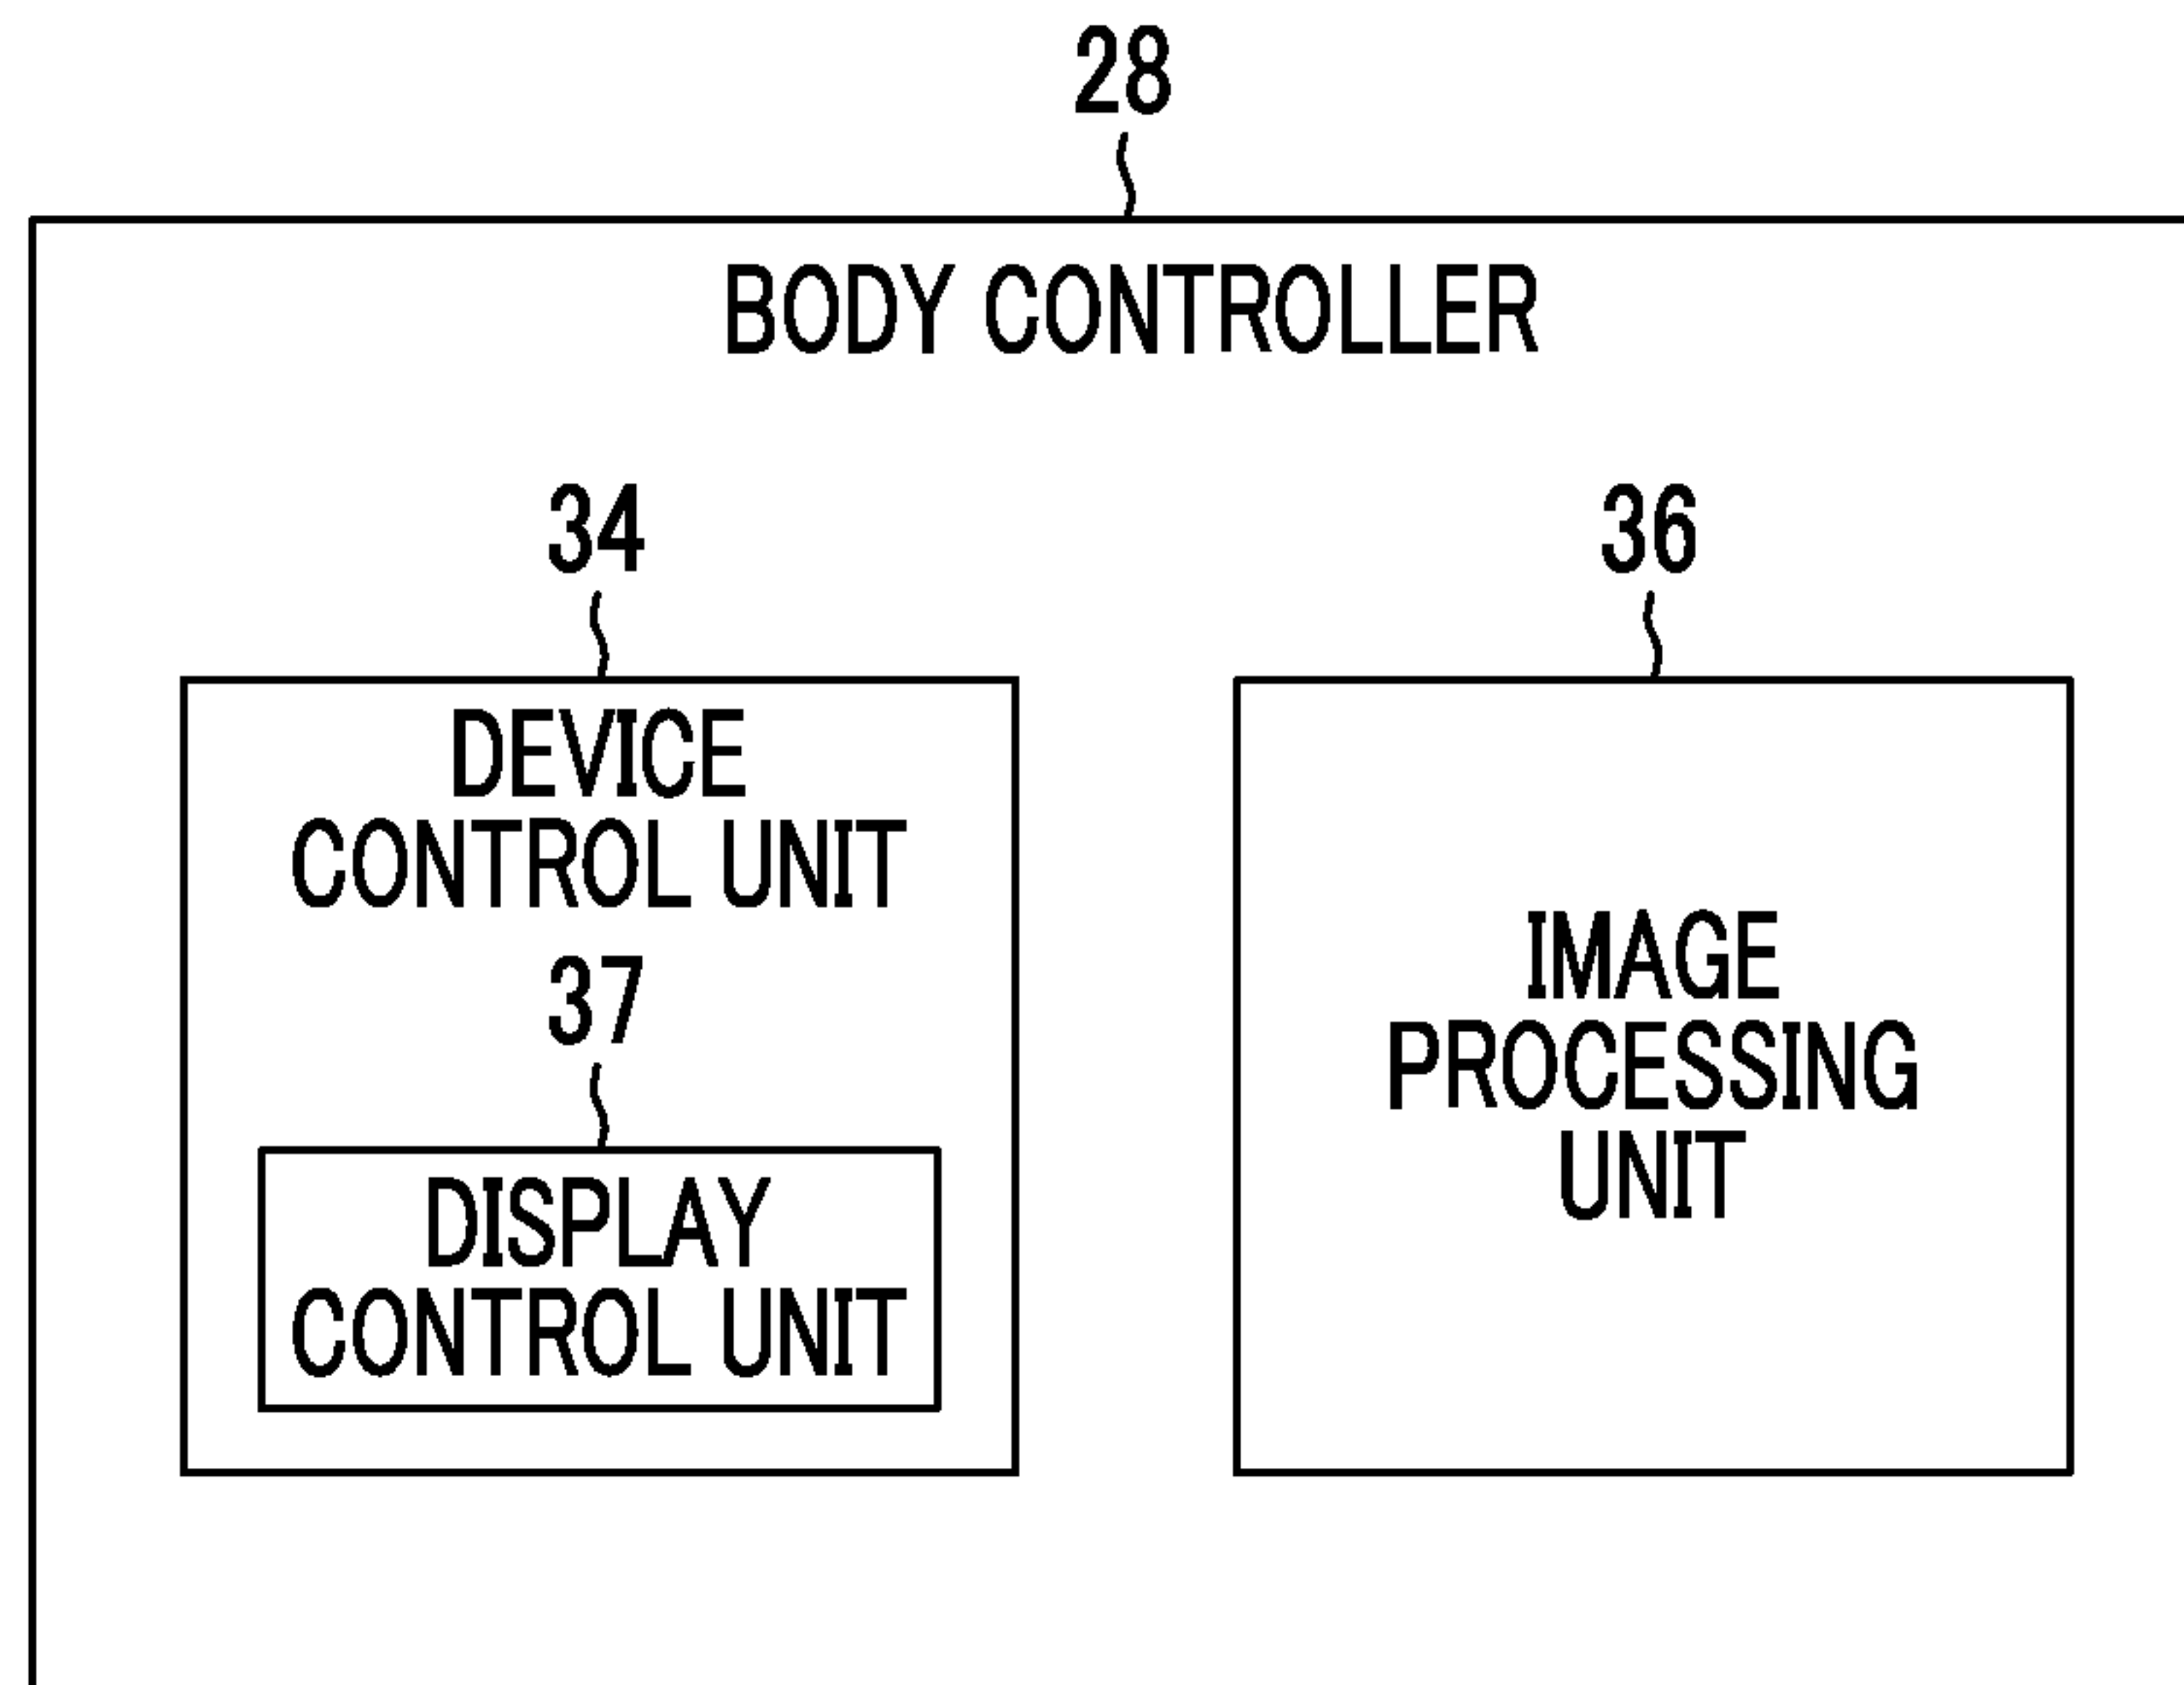 28
BODY CONTROLLER
34
DEVICE
CONTROL UNIT
37
DISPLAY
CONTROL UNIT
36
IMAGE
PROCESSING
UNIT